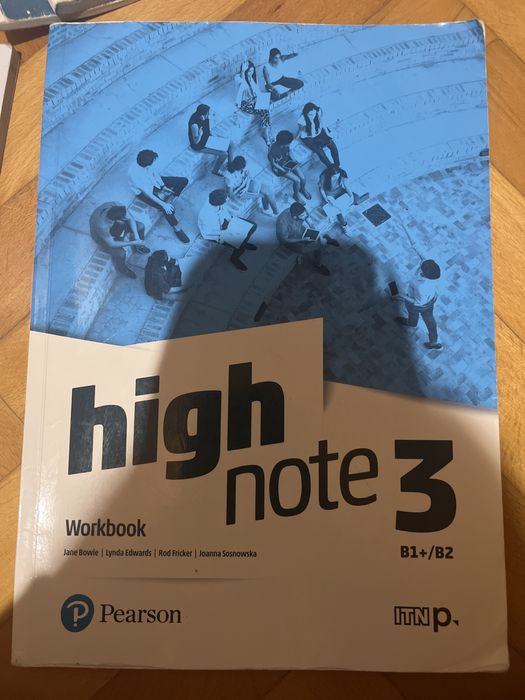 high
note 3
Workbook
Jane Bowie | Lynda Edwards | Rod Fricker | Joanna Sosnowska
B1+/B2
Pearson
ITN p